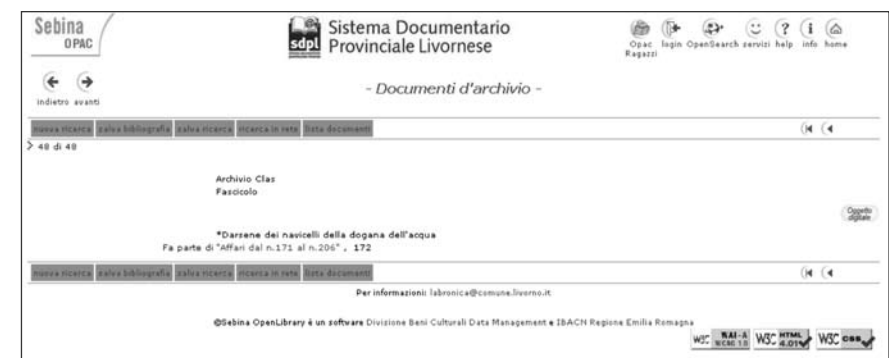 Sebina
OPAC
sdpl
Sistema Documentario
Provinciale Livornese
Opac Ragazzi login OpenSearch servizi help info home
indietro avanti
- Documenti d'archivio -
nuova ricerca salva bibliografia salva ricerca ricerca in rete lista documenti
48 di 48
Archivio Clas
Fascicolo
Oggetto digitale
*Darsene dei navicelli della dogana dell'acqua
Fa parte di "Affari dal n.171 al n.206" , 172
nuova ricerca salva bibliografia salva ricerca ricerca in rete lista documenti
Per informazioni: labronica@comune.livorno.it
©Sebina OpenLibrary è un software Divisione Beni Culturali Data Management e IBACN Regione Emilia Romagna
W3C WAI-A WCAG 1.0 W3C HTML 4.01 W3C css